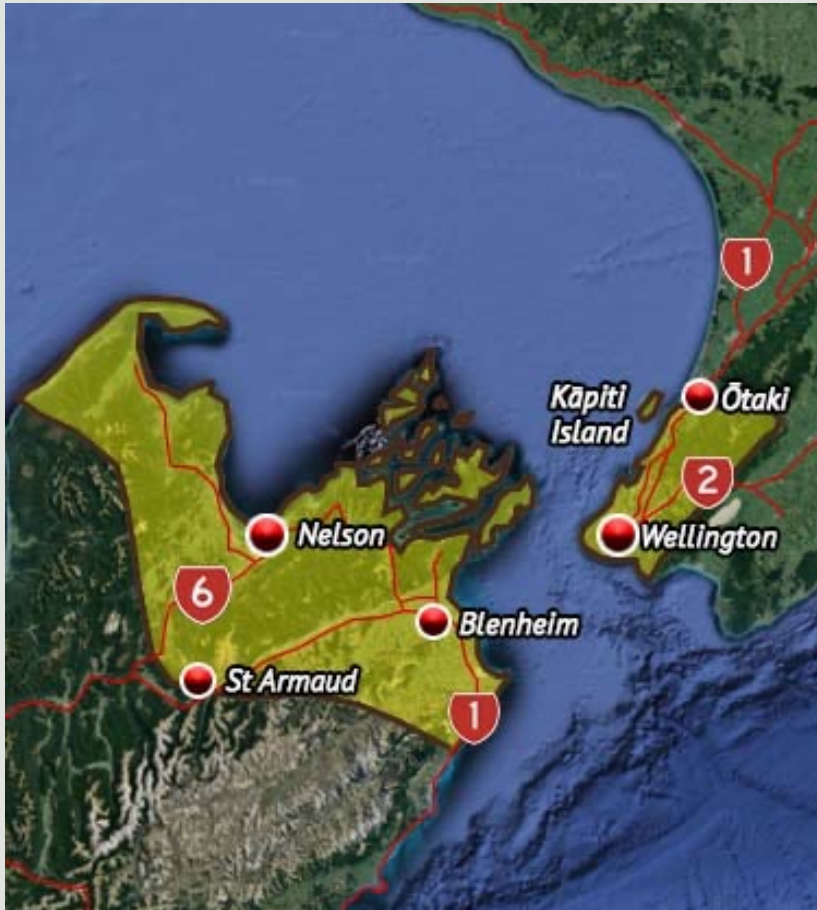 1
Kāpiti
Island
Ōtaki
2
Nelson
Wellington
6
Blenheim
St Armaud
1